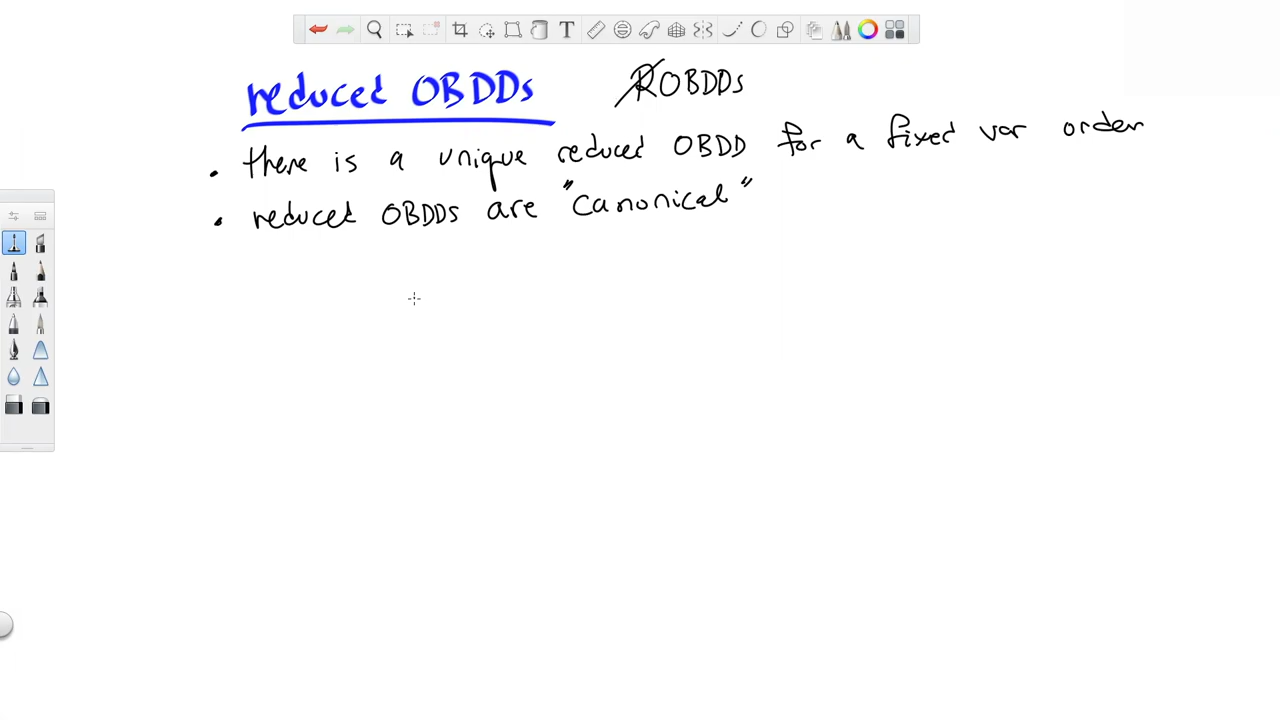 reduced OBDDs ROBDDs
• there is a unique reduced OBDD for a fixed var order
• reduced OBDDs are "canonical"